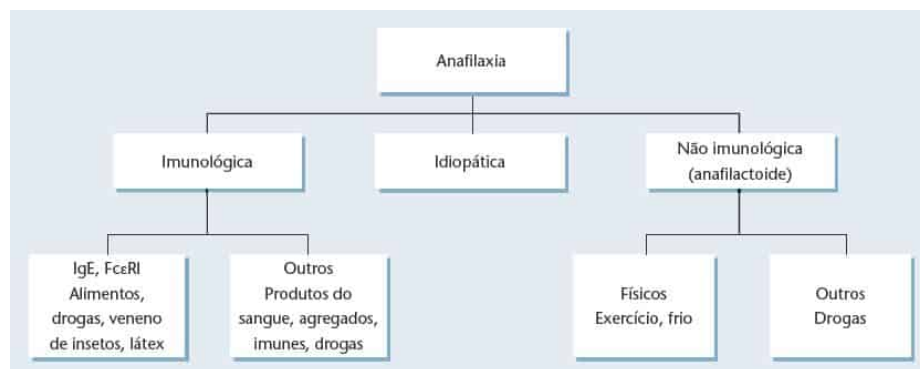 Anafilaxia
Imunológica
Idiopática
Não imunológica
(anafilactoide)
IgE, FcεRI
Alimentos,
drogas, veneno
de insetos, látex
Outros
Produtos do
sangue, agregados,
imunes, drogas
Físicos
Exercício, frio
Outros
Drogas